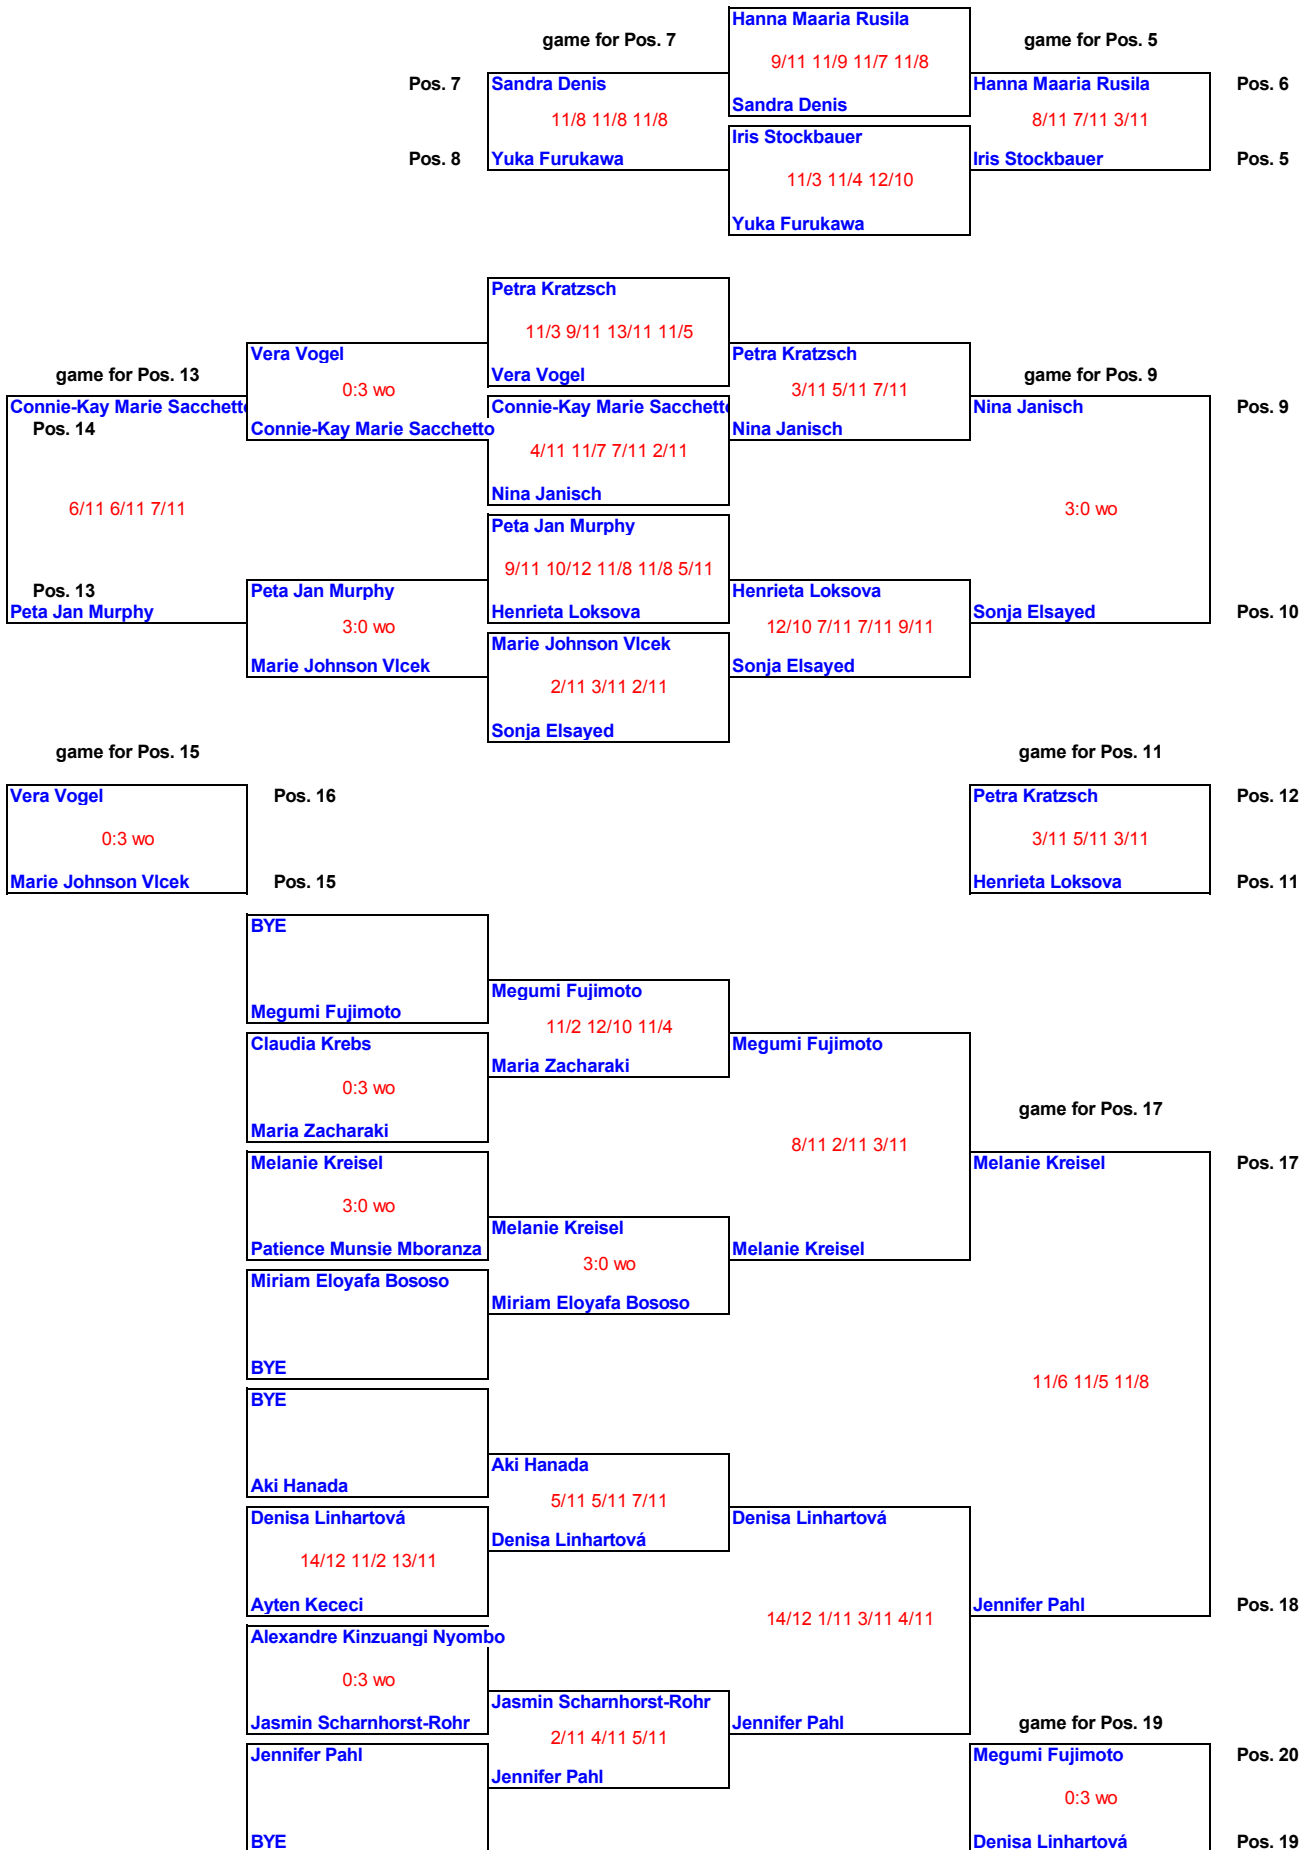 Hanna Maaria Rusila
game for Pos. 7
game for Pos. 5
9/11 11/9 11/7 11/8
Pos. 7
Sandra Denis
Hanna Maaria Rusila
Pos. 6
Sandra Denis
11/8 11/8 11/8
8/11 7/11 3/11
Iris Stockbauer
Pos. 8
Yuka Furukawa
Iris Stockbauer
Pos. 5
11/3 11/4 12/10
Yuka Furukawa
Petra Kratzsch
11/3 9/11 13/11 11/5
Vera Vogel
Petra Kratzsch
game for Pos. 13
Vera Vogel
game for Pos. 9
0:3 wo
3/11 5/11 7/11
Connie-Kay Marie Sacchett
Connie-Kay Marie Sacchett
Nina Janisch
Pos. 9
Pos. 14
Connie-Kay Marie Sacchetto
Nina Janisch
4/11 11/7 7/11 2/11
Nina Janisch
6/11 6/11 7/11
3:0 wo
Peta Jan Murphy
9/11 10/12 11/8 11/8 5/11
Pos. 13
Peta Jan Murphy
Henrieta Loksova
Peta Jan Murphy
Henrieta Loksova
Sonja Elsayed
Pos. 10
3:0 wo
12/10 7/11 7/11 9/11
Marie Johnson Vlcek
Marie Johnson Vlcek
Sonja Elsayed
2/11 3/11 2/11
Sonja Elsayed
game for Pos. 15
game for Pos. 11
Vera Vogel
Pos. 16
Petra Kratzsch
Pos. 12
0:3 wo
3/11 5/11 3/11
Marie Johnson Vlcek
Pos. 15
Henrieta Loksova
Pos. 11
BYE
Megumi Fujimoto
Megumi Fujimoto
11/2 12/10 11/4
Claudia Krebs
Megumi Fujimoto
Maria Zacharaki
0:3 wo
game for Pos. 17
Maria Zacharaki
8/11 2/11 3/11
Melanie Kreisel
Melanie Kreisel
Pos. 17
3:0 wo
Melanie Kreisel
Patience Munsie Mboranza
Melanie Kreisel
3:0 wo
Miriam Eloyafa Bososo
Miriam Eloyafa Bososo
BYE
11/6 11/5 11/8
BYE
Aki Hanada
Aki Hanada
5/11 5/11 7/11
Denisa Linhartová
Denisa Linhartová
Denisa Linhartová
14/12 11/2 13/11
Ayten Kececi
Jennifer Pahl
Pos. 18
14/12 1/11 3/11 4/11
Alexandre Kinzuangi Nyombo
0:3 wo
Jasmin Scharnhorst-Rohr
Jasmin Scharnhorst-Rohr
Jennifer Pahl
game for Pos. 19
2/11 4/11 5/11
Jennifer Pahl
Megumi Fujimoto
Pos. 20
Jennifer Pahl
0:3 wo
BYE
Denisa Linhartová
Pos. 19